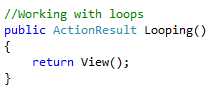 //Working with loops
public ActionResult Looping()
{
    return View();
}